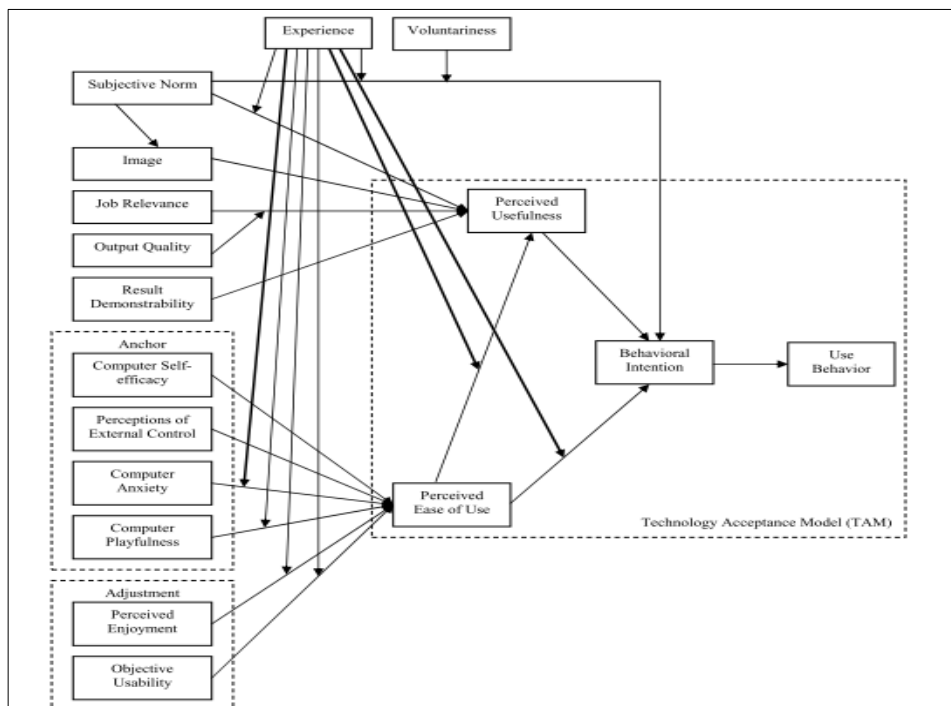 Experience
Voluntariness
Subjective Norm
Image
Job Relevance
Output Quality
Result
Demonstrability
Perceived
Usefulness
Anchor
Computer Self-
efficacy
Perceptions of
External Control
Computer
Anxiety
Computer
Playfulness
Behavioral
Intention
Use
Behavior
Perceived
Ease of Use
Technology Acceptance Model (TAM)
Adjustment
Perceived
Enjoyment
Objective
Usability